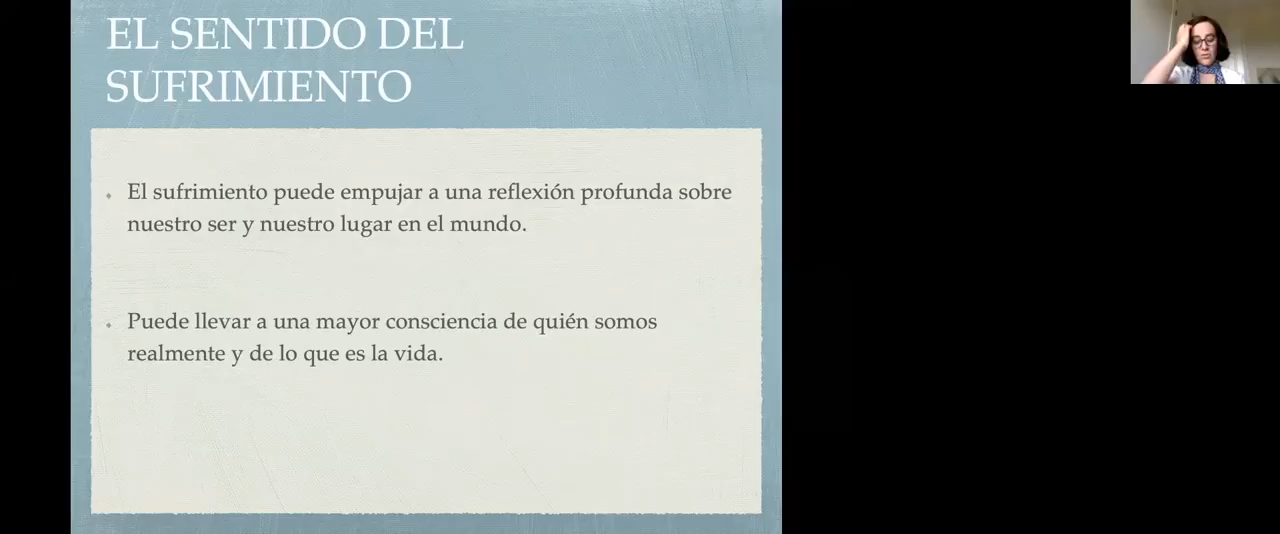 EL SENTIDO DEL
SUFRIMIENTO
El sufrimiento puede empujar a una reflexión profunda sobre
nuestro ser y nuestro lugar en el mundo.
Puede llevar a una mayor consciencia de quién somos
realmente y de lo que es la vida.